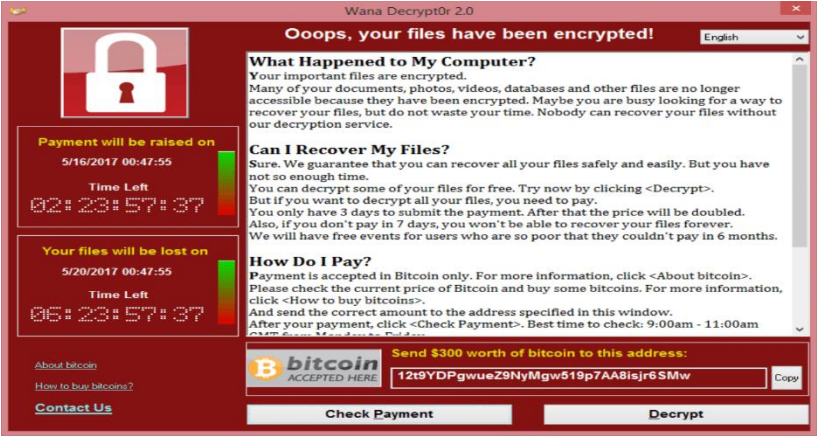 Wana Decrypt0r 2.0
Ooops, your files have been encrypted!
English
Payment will be raised on
5/16/2017 00:47:55
Time Left
02:23:57:37
Your files will be lost on
5/20/2017 00:47:55
Time Left
06:23:57:37
About bitcoin
How to buy bitcoins?
Contact Us
What Happened to My Computer?
Your important files are encrypted.
Many of your documents, photos, videos, databases and other files are no longer
accessible because they have been encrypted. Maybe you are busy looking for a way to
recover your files, but do not waste your time. Nobody can recover your files without
our decryption service.
Can I Recover My Files?
Sure. We guarantee that you can recover all your files safely and easily. But you have
not so enough time.
You can decrypt some of your files for free. Try now by clicking <Decrypt>.
But if you want to decrypt all your files, you need to pay.
You only have 3 days to submit the payment. After that the price will be doubled.
Also, if you don't pay in 7 days, you won't be able to recover your files forever.
We will have free events for users who are so poor that they couldn't pay in 6 months.
How Do I Pay?
Payment is accepted in Bitcoin only. For more information, click <About bitcoin>.
Please check the current price of Bitcoin and buy some bitcoins. For more information,
click <How to buy bitcoins>.
And send the correct amount to the address specified in this window.
After your payment, click <Check Payment>. Best time to check: 9:00am - 11:00am
GMT from Monday to Friday
bitcoin
ACCEPTED HERE
Send $300 worth of bitcoin to this address:
12t9YDPgwueZ9NyMgw519p7AA8isjr6SMw
Copy
Check Payment
Decrypt